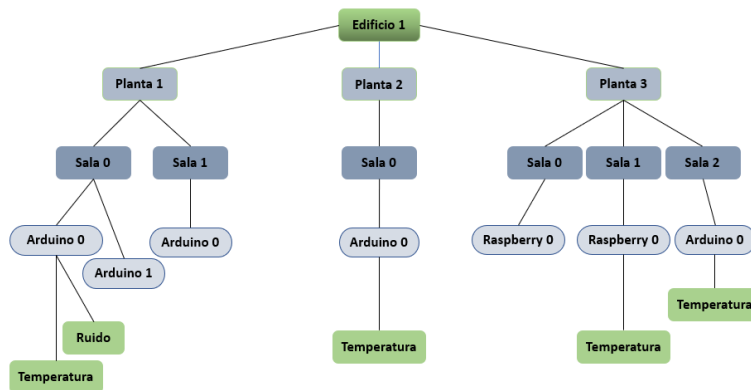 Edificio 1
Planta 1
Planta 2
Planta 3
Sala 0
Sala 1
Sala 0
Sala 0
Sala 1
Sala 2
Arduino 0
Arduino 1
Arduino 0
Arduino 0
Raspberry 0
Raspberry 0
Arduino 0
Temperatura
Ruido
Temperatura
Temperatura
Temperatura